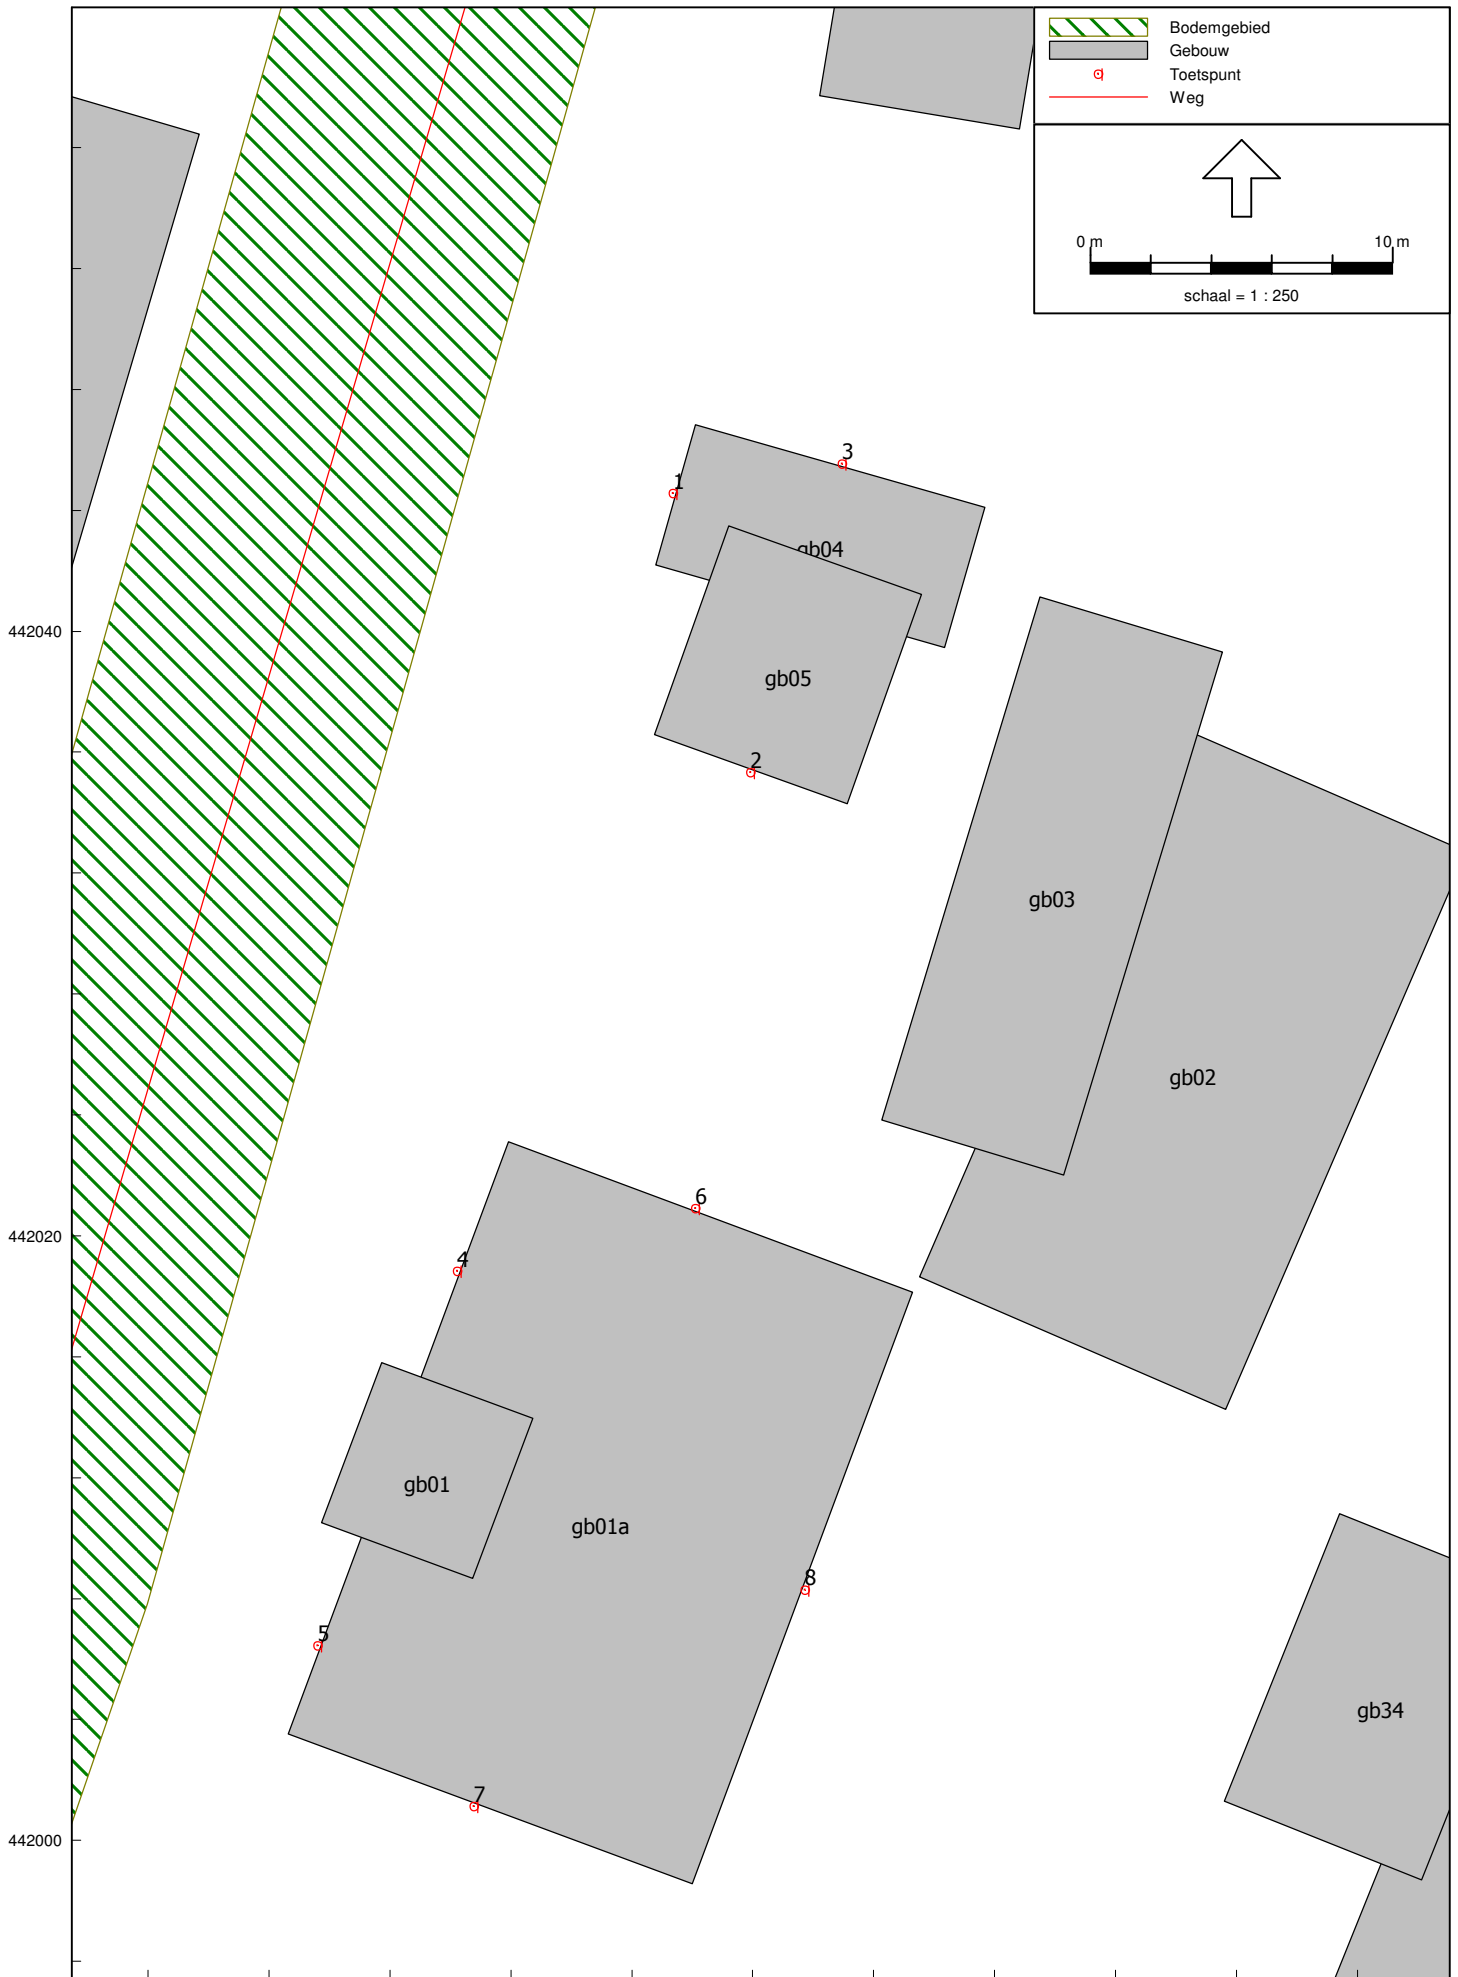 Bodemgebied
Gebouw
Toetspunt
Weg
0 m 10 m
schaal = 1 : 250
3
1
gb04
442040
gb05
2
gb03
gb02
6
442020
4
gb01
gb01a
8
5
gb34
7
442000